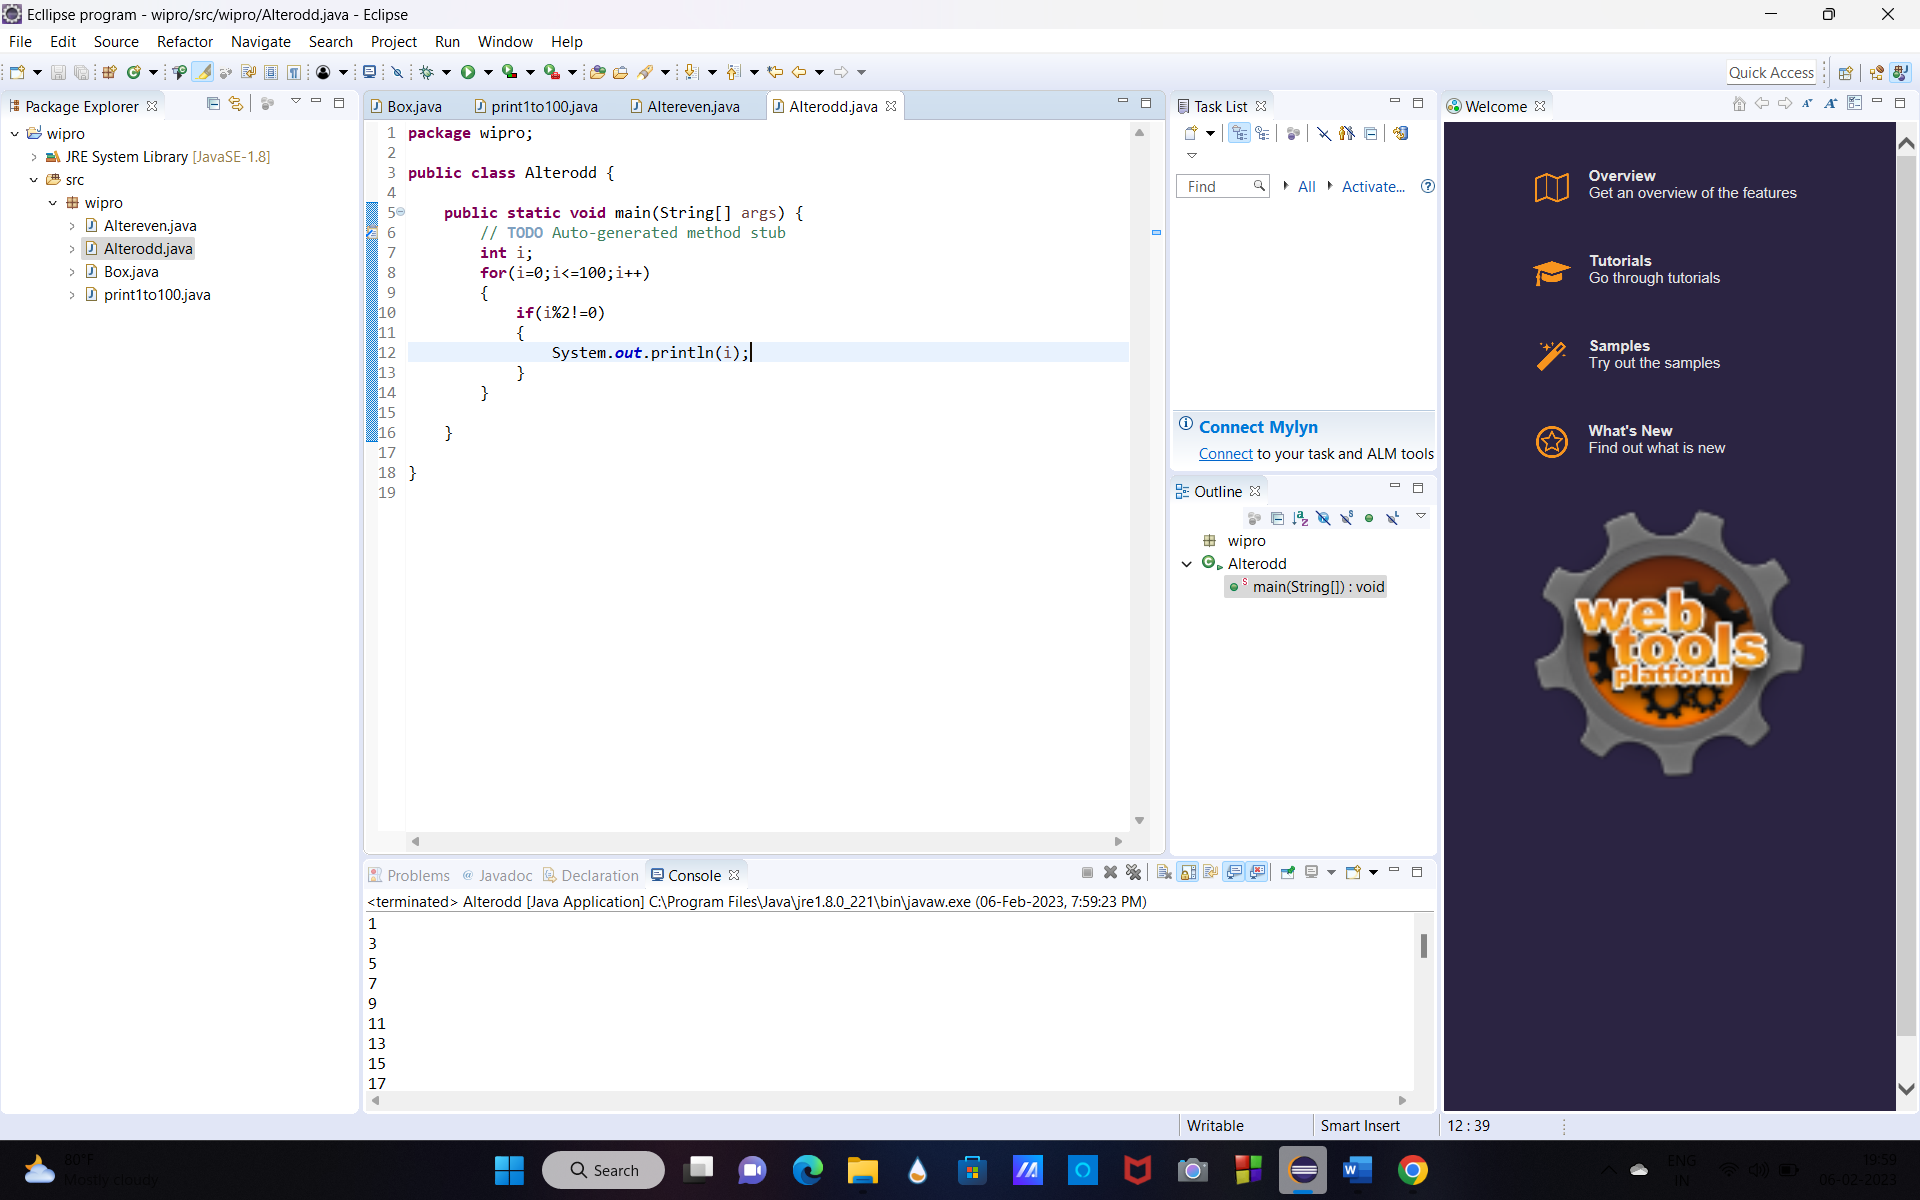 Ecllipse program - wipro/src/wipro/Alterodd.java - Eclipse
File Edit Source Refactor Navigate Search Project Run Window Help
Quick Access
Package Explorer
wipro
JRE System Library [JavaSE-1.8]
src
wipro
Altereven.java
Alterodd.java
Box.java
print1to100.java
Box.java print1to100.java Altereven.java Alterodd.java
1 package wipro;
2
3 public class Alterodd {
4
5 public static void main(String[] args) {
6 // TODO Auto-generated method stub
7 int i;
8 for(i=0;i<=100;i++)
9 {
10 if(i%2!=0)
11 {
12 System.out.println(i);
13 }
14 }
15
16 }
17
18 }
19
Task List
Find All Activate...
Connect Mylyn
Connect to your task and ALM tools
Outline
wipro
Alterodd
main(String[]) : void
Welcome
Overview
Get an overview of the features
Tutorials
Go through tutorials
Samples
Try out the samples
What's New
Find out what is new
web
tools
platform
Problems Javadoc Declaration Console
<terminated> Alterodd [Java Application] C:\Program Files\Java\jre1.8.0_221\bin\javaw.exe (06-Feb-2023, 7:59:23 PM)
1
3
5
7
9
11
13
15
17
Writable Smart Insert 12 : 39
80°F
Mostly cloudy
Search
ENG
IN
19:59
06-02-2023